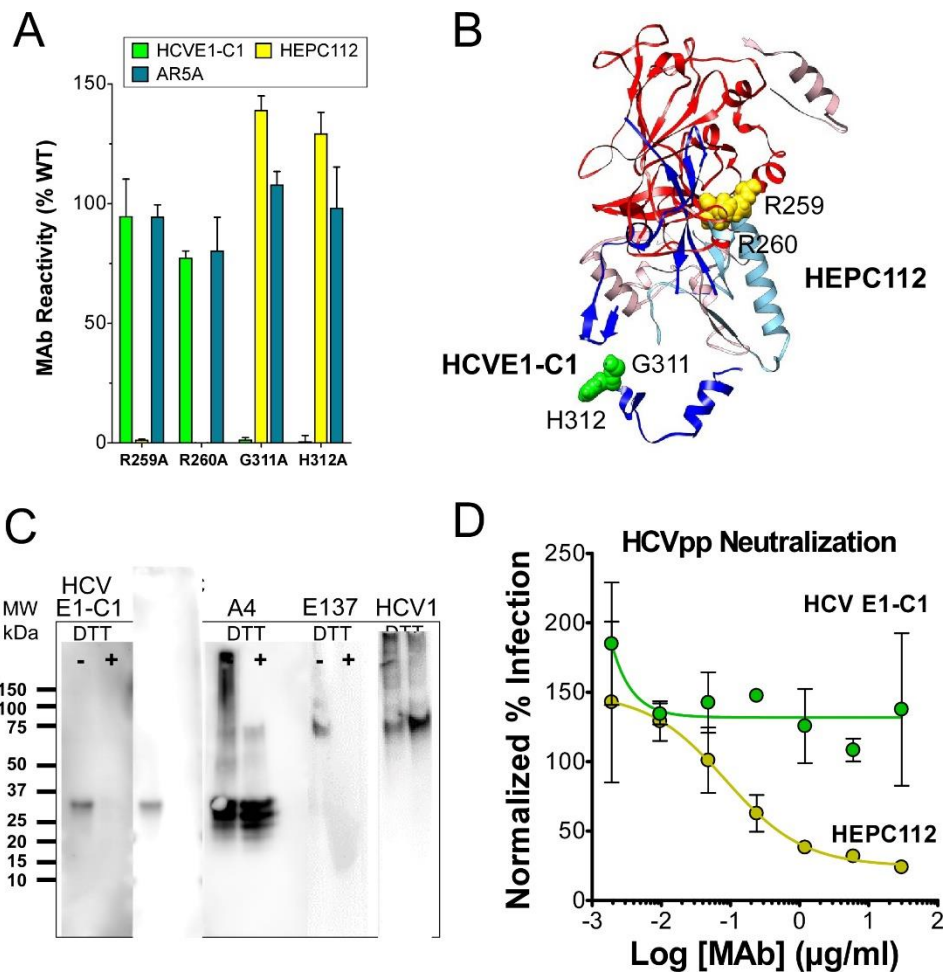 A
HCVE1-C1 HEPC112
AR5A
MAb Reactivity (% WT)
150
100
50
0
R259A R260A G311A H312A
B
R259
R260
HEPC112
HCVE1-C1
G311
H312
C
HCV
MW E1-C1 A4 E137 HCV1
kDa DTT DTT DTT DTT
- + + - +
150
100
75
50
37
25
20
15
10
D
HCVpp Neutralization
Normalized % Infection
250
200
150
100
50
0
HCV E1-C1
HEPC112
-3 -2 -1 0 1 2
Log [MAb] (µg/ml)